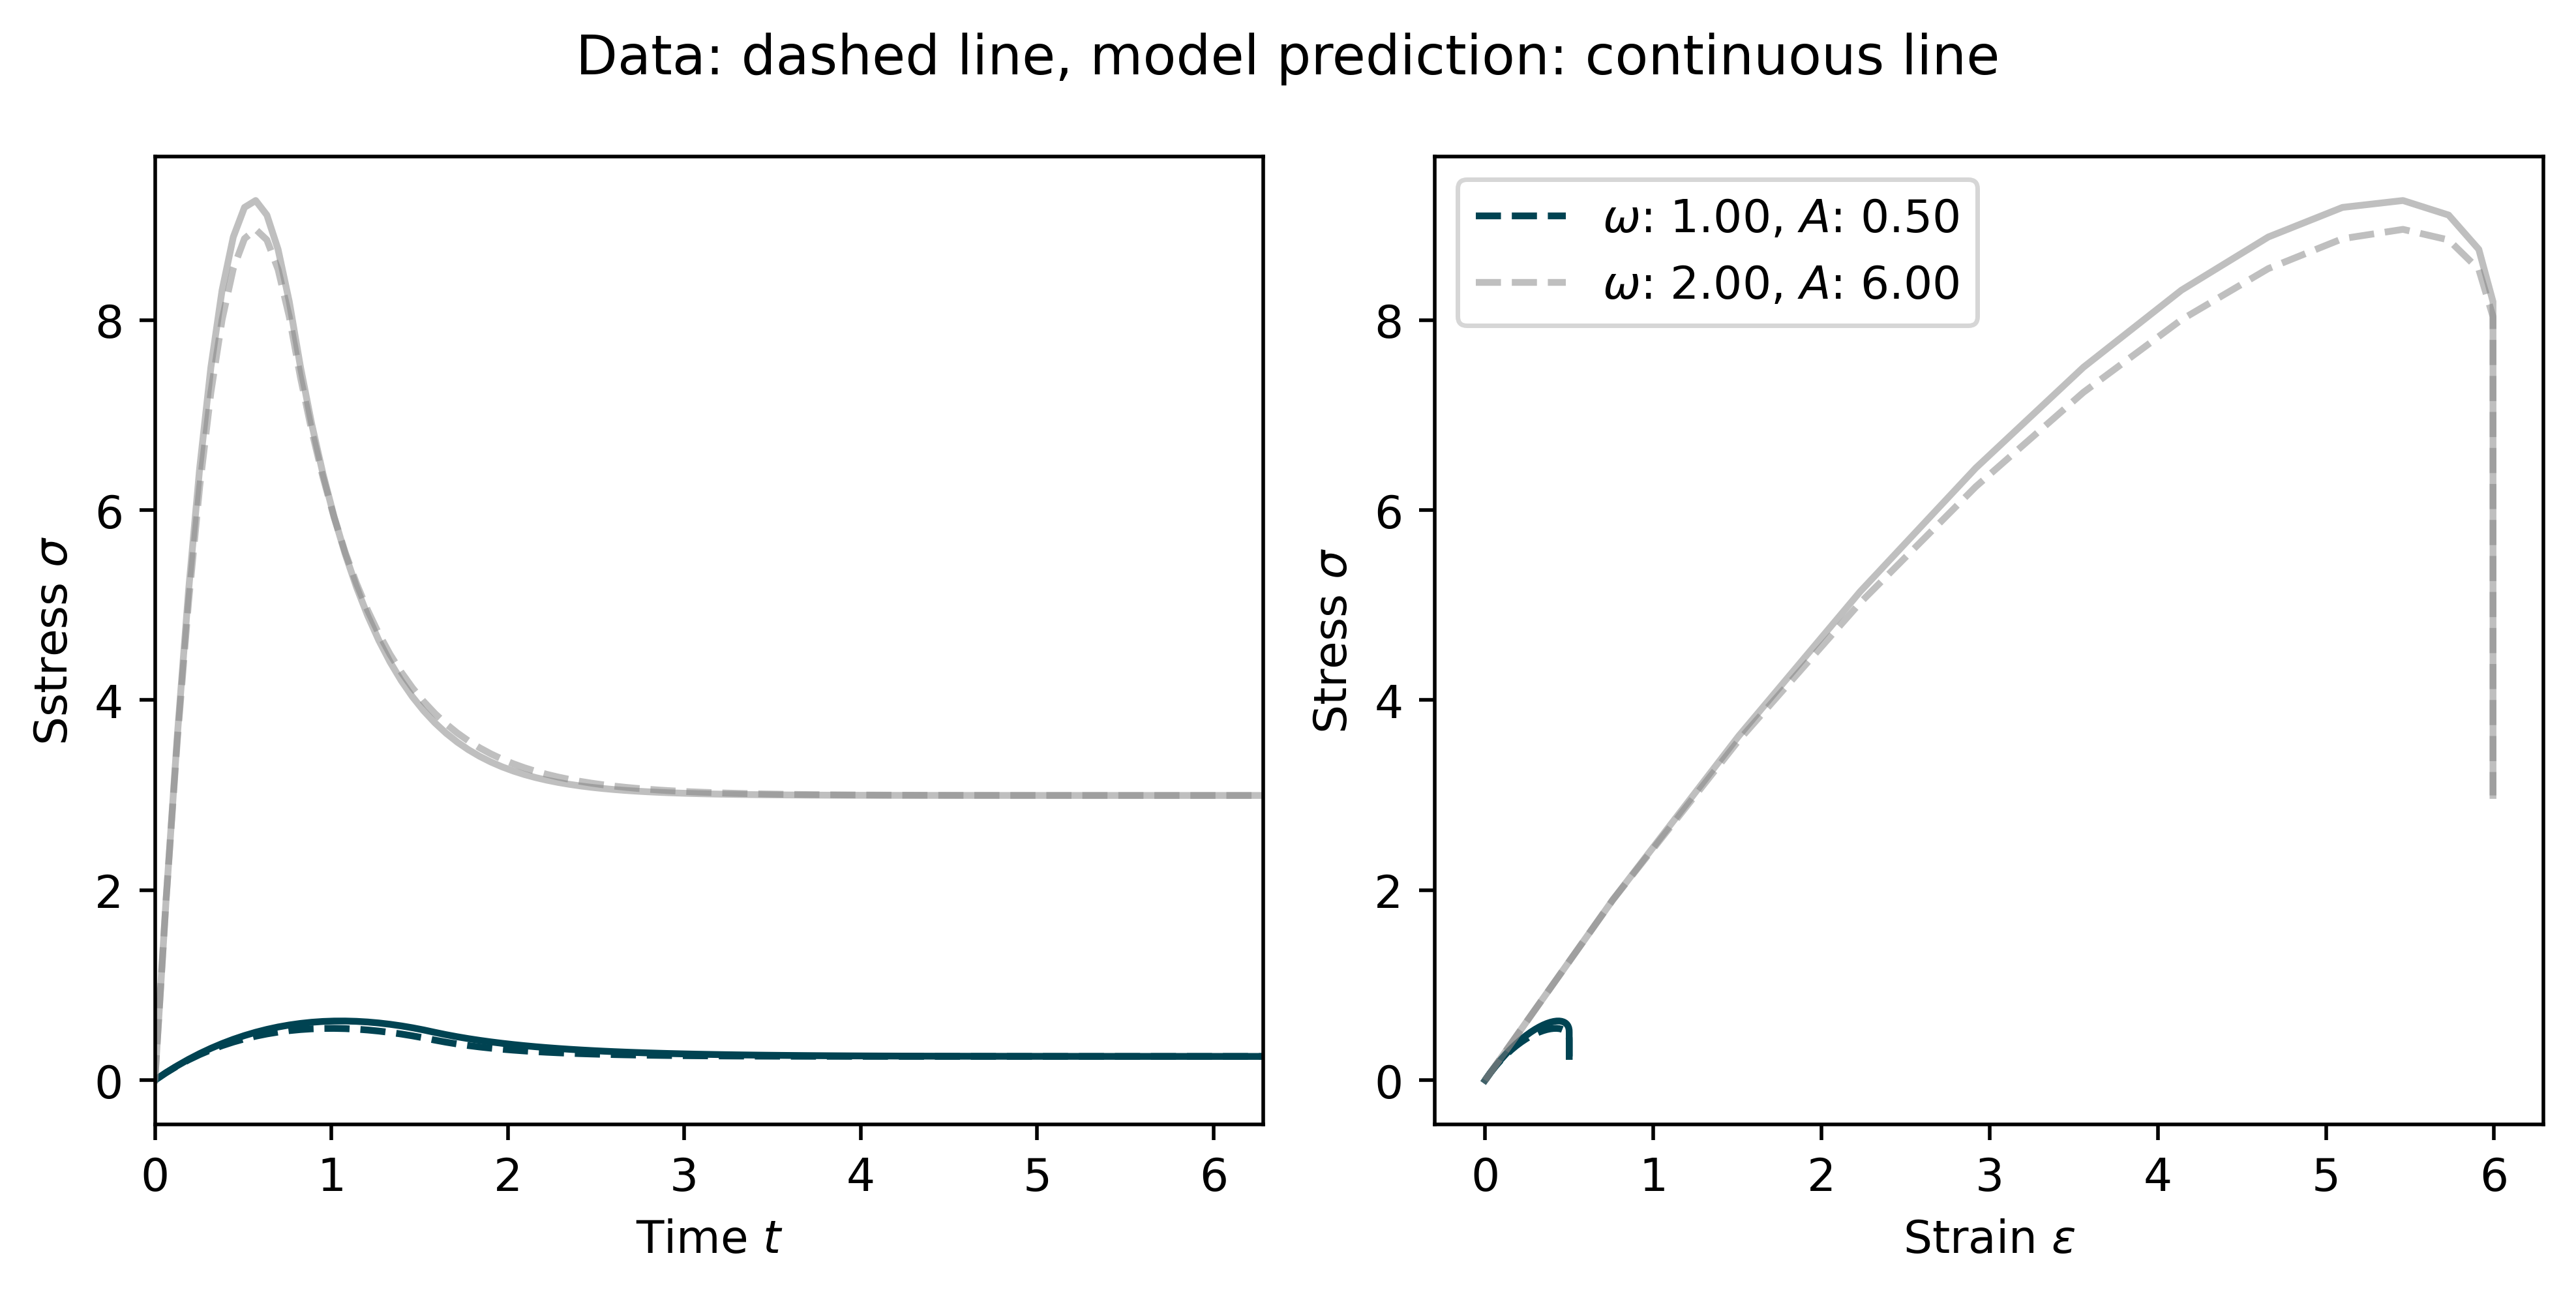 Data: dashed line, model prediction: continuous line
Sstress σ
8
6
4
2
0
0 1 2 3 4 5 6
Time t
Stress σ
8
6
4
2
0
ω: 1.00, A: 0.50
ω: 2.00, A: 6.00
0 1 2 3 4 5 6
Strain ε